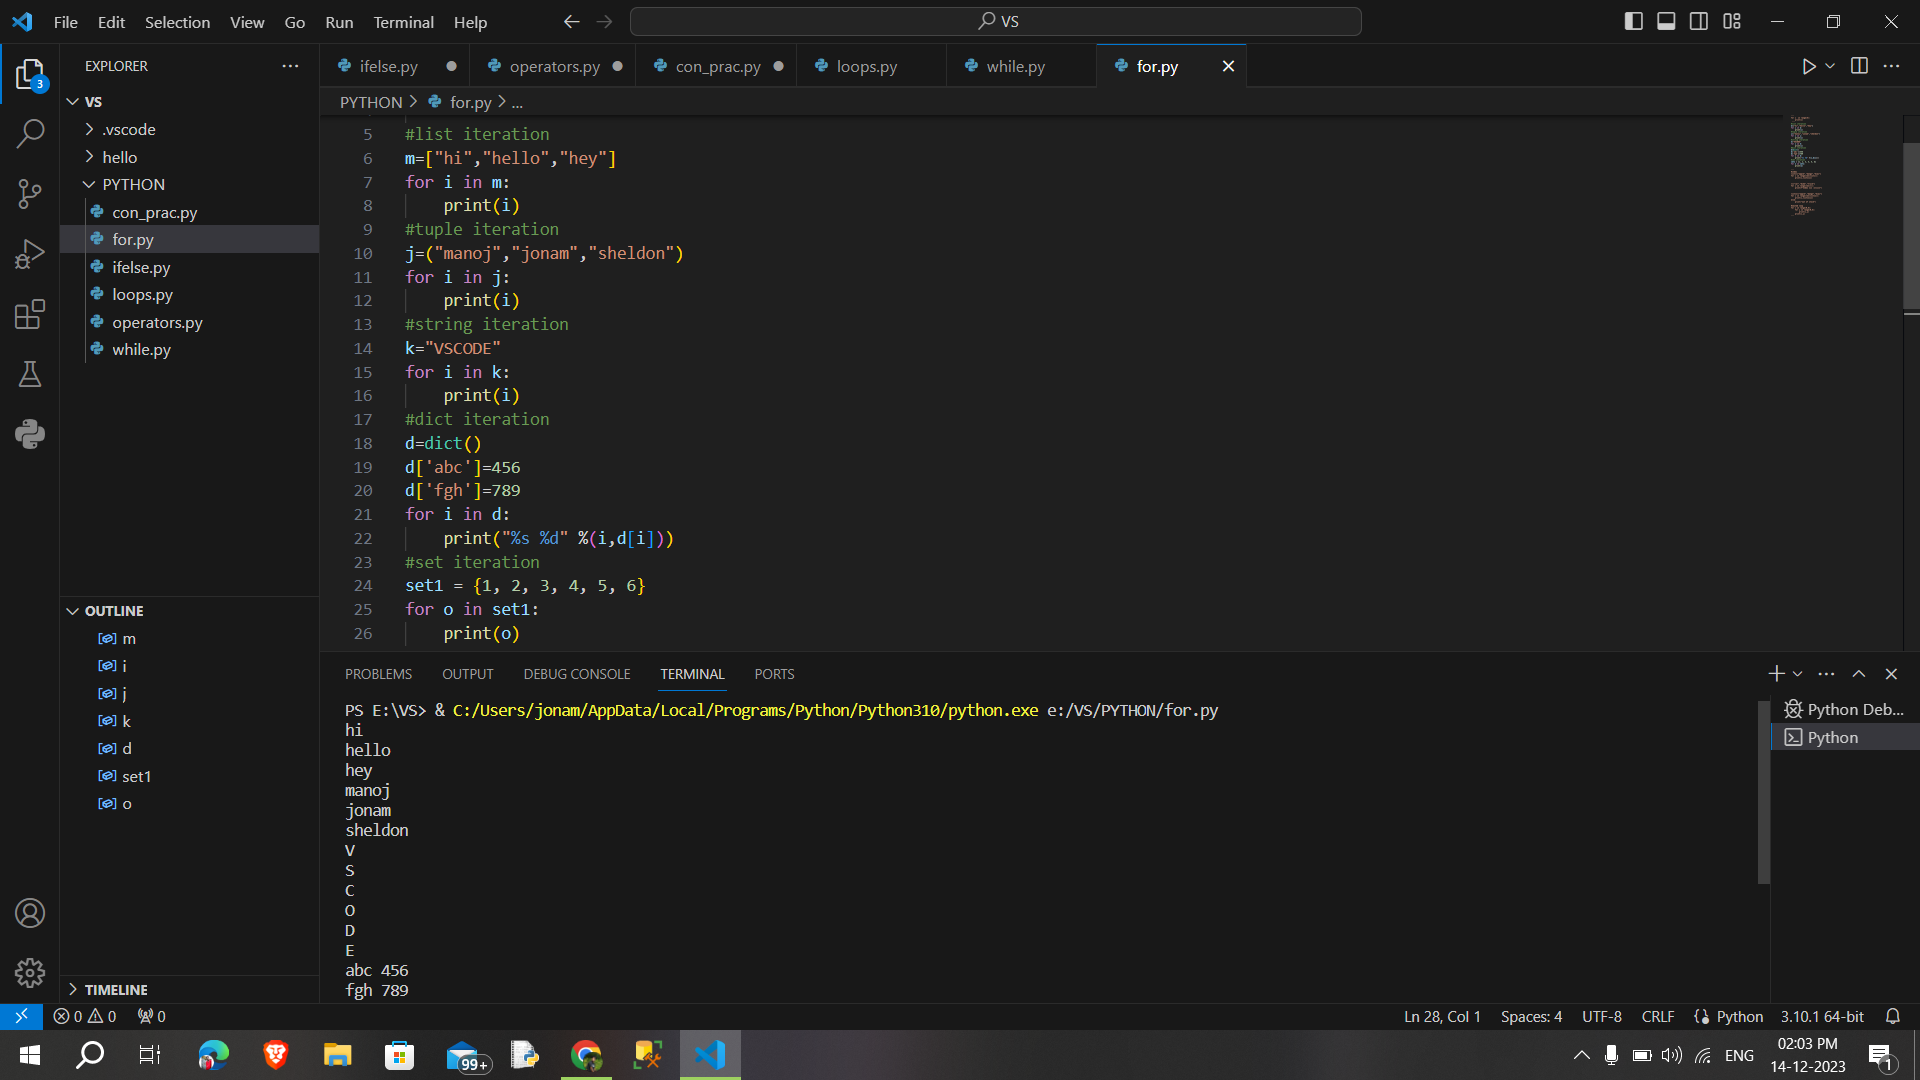 File Edit Selection View Go Run Terminal Help
VS
EXPLORER
3
VS
.vscode
hello
PYTHON
con_prac.py
for.py
ifelse.py
loops.py
operators.py
while.py
OUTLINE
m
i
j
k
d
set1
o
TIMELINE
ifelse.py operators.py con_prac.py loops.py while.py for.py
PYTHON > for.py > ...
5 #list iteration
6 m=["hi","hello","hey"]
7 for i in m:
8     print(i)
9 #tuple iteration
10 j=("manoj","jonam","sheldon")
11 for i in j:
12     print(i)
13 #string iteration
14 k="VSCODE"
15 for i in k:
16     print(i)
17 #dict iteration
18 d=dict()
19 d['abc']=456
20 d['fgh']=789
21 for i in d:
22     print("%s %d" %(i,d[i]))
23 #set iteration
24 set1 = {1, 2, 3, 4, 5, 6}
25 for o in set1:
26     print(o)
PROBLEMS OUTPUT DEBUG CONSOLE TERMINAL PORTS
PS E:\VS> & C:/Users/jonam/AppData/Local/Programs/Python/Python310/python.exe e:/VS/PYTHON/for.py
hi
hello
hey
manoj
jonam
sheldon
V
S
C
O
D
E
abc 456
fgh 789
Python Deb...
Python
0 0 0
Ln 28, Col 1 Spaces: 4 UTF-8 CRLF Python 3.10.1 64-bit
99+
ENG
02:03 PM
14-12-2023
1